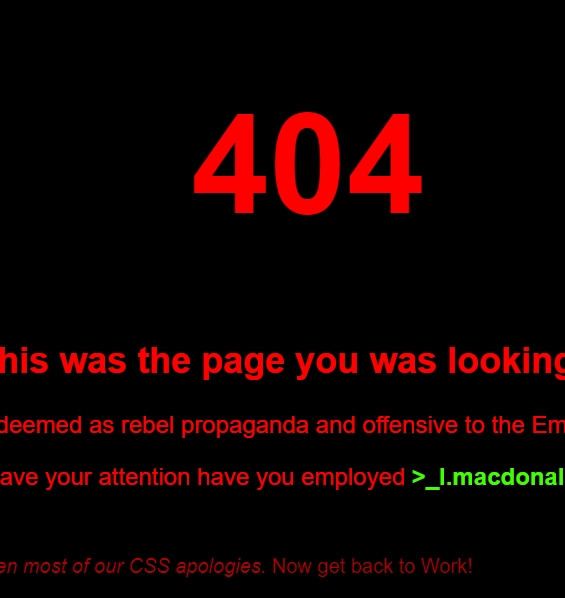 404
his was the page you was looking
deemed as rebel propaganda and offensive to the Em
ave your attention have you employed >_l.macdonal
en most of our CSS apologies. Now get back to Work!